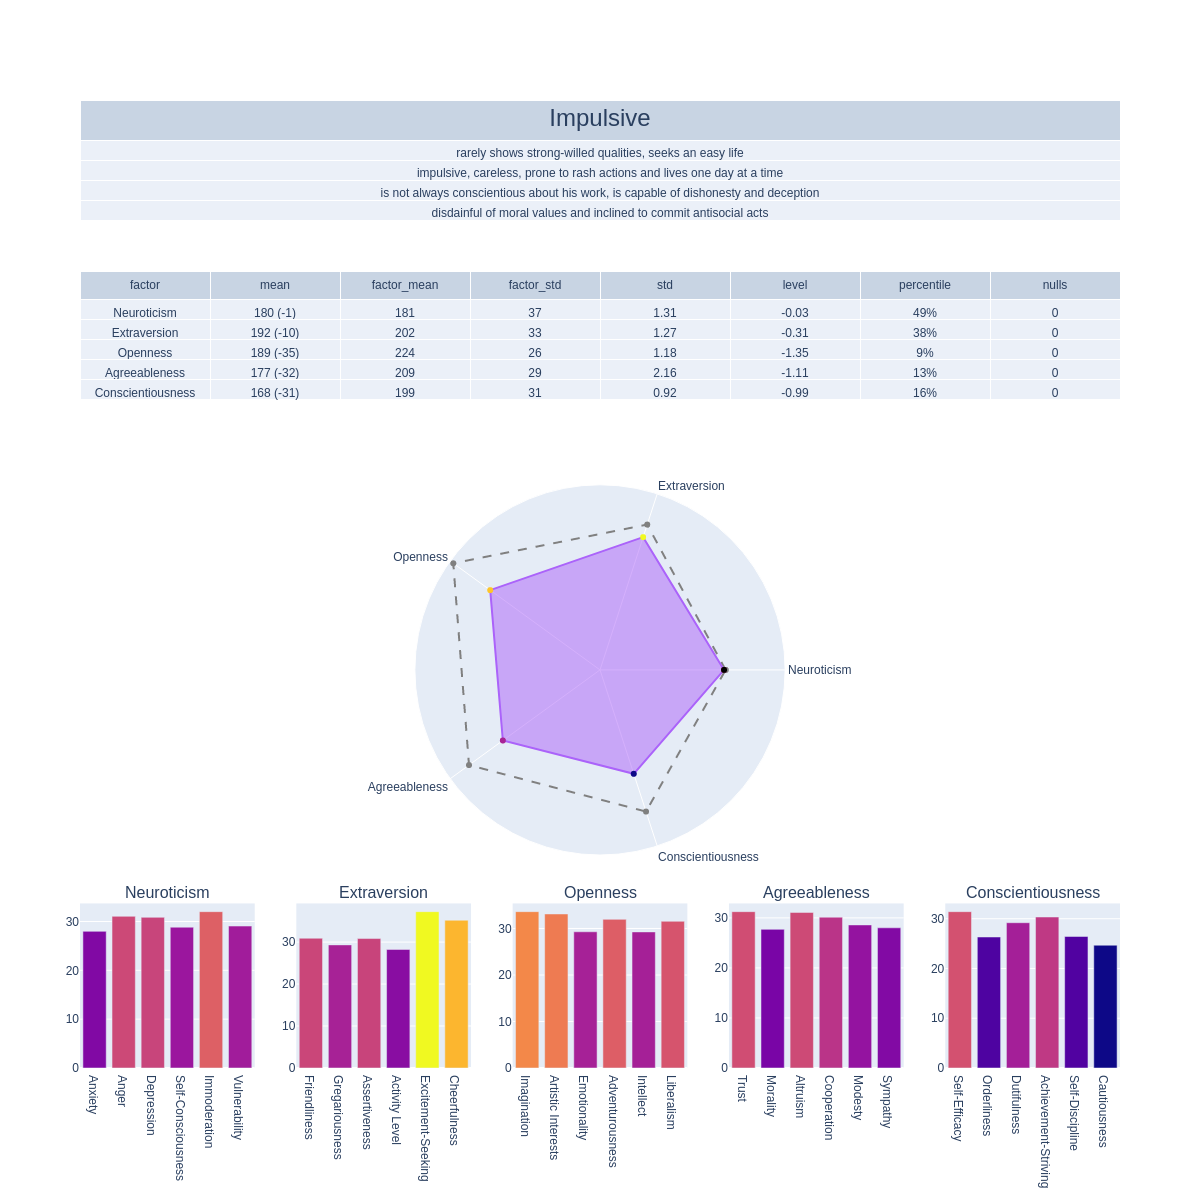 Impulsive
rarely shows strong-willed qualities, seeks an easy life
impulsive, careless, prone to rash actions and lives one day at a time
is not always conscientious about his work, is capable of dishonesty and deception
disdainful of moral values and inclined to commit antisocial acts
factor mean factor_mean factor_std std level percentile nulls
Neuroticism 180 (-1) 181 37 1.31 -0.03 49% 0
Extraversion 192 (-10) 202 33 1.27 -0.31 38% 0
Openness 189 (-35) 224 26 1.18 -1.35 9% 0
Agreeableness 177 (-32) 209 29 2.16 -1.11 13% 0
Conscientiousness 168 (-31) 199 31 0.92 -0.99 16% 0
Extraversion
Openness
Neuroticism
Agreeableness
Conscientiousness
Neuroticism
30
20
10
0
Anxiety
Anger
Depression
Self-Consciousness
Immoderation
Vulnerability
Extraversion
30
20
10
0
Friendliness
Gregariousness
Assertiveness
Activity Level
Excitement-Seeking
Cheerfulness
Openness
30
20
10
0
Imagination
Artistic Interests
Emotionality
Adventurousness
Intellect
Liberalism
Agreeableness
30
20
10
0
Trust
Morality
Altruism
Cooperation
Modesty
Sympathy
Conscientiousness
30
20
10
0
Self-Efficacy
Orderliness
Dutifulness
Achievement-Striving
Self-Discipline
Cautiousness